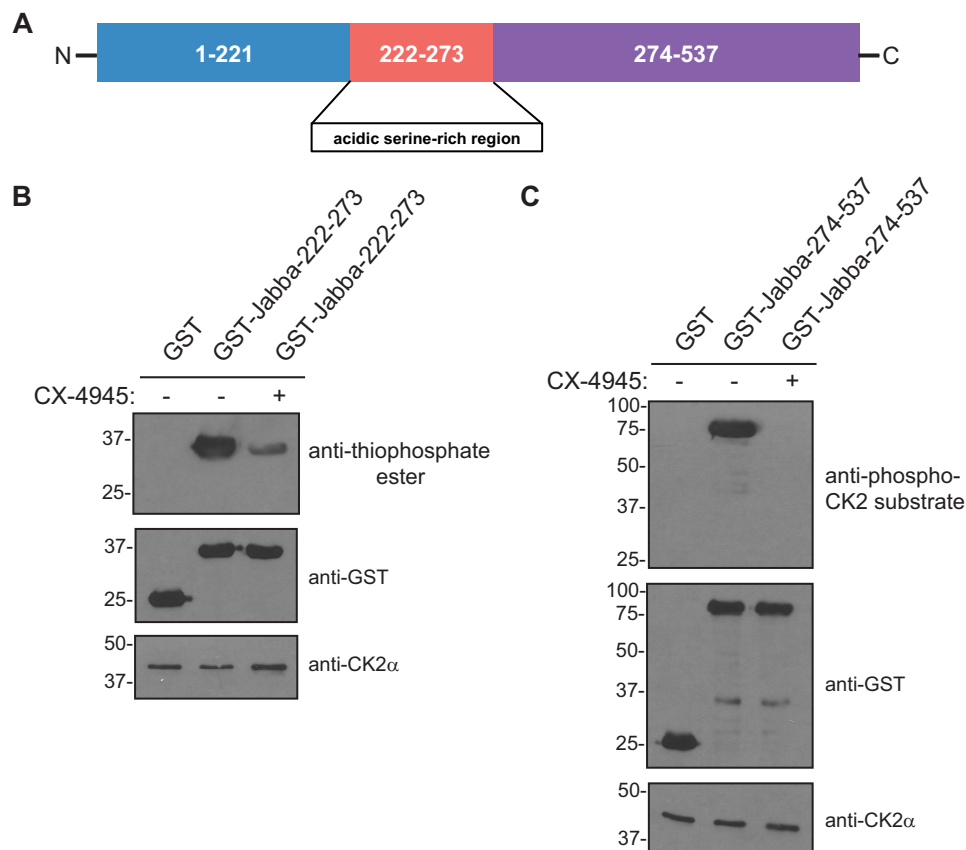 A
N
1-221
222-273
274-537
C
acidic serine-rich region
B
GST
GST-Jabba-222-273
GST-Jabba-222-273
CX-4945:
-
-
+
37-
25-
anti-thiophosphate
ester
37-
25-
anti-GST
50-
37-
anti-CK2α
C
GST
GST-Jabba-274-537
GST-Jabba-274-537
CX-4945:
-
-
+
100-
75-
50-
37-
25-
anti-phospho-
CK2 substrate
100-
75-
50-
37-
25-
anti-GST
50-
37-
anti-CK2α